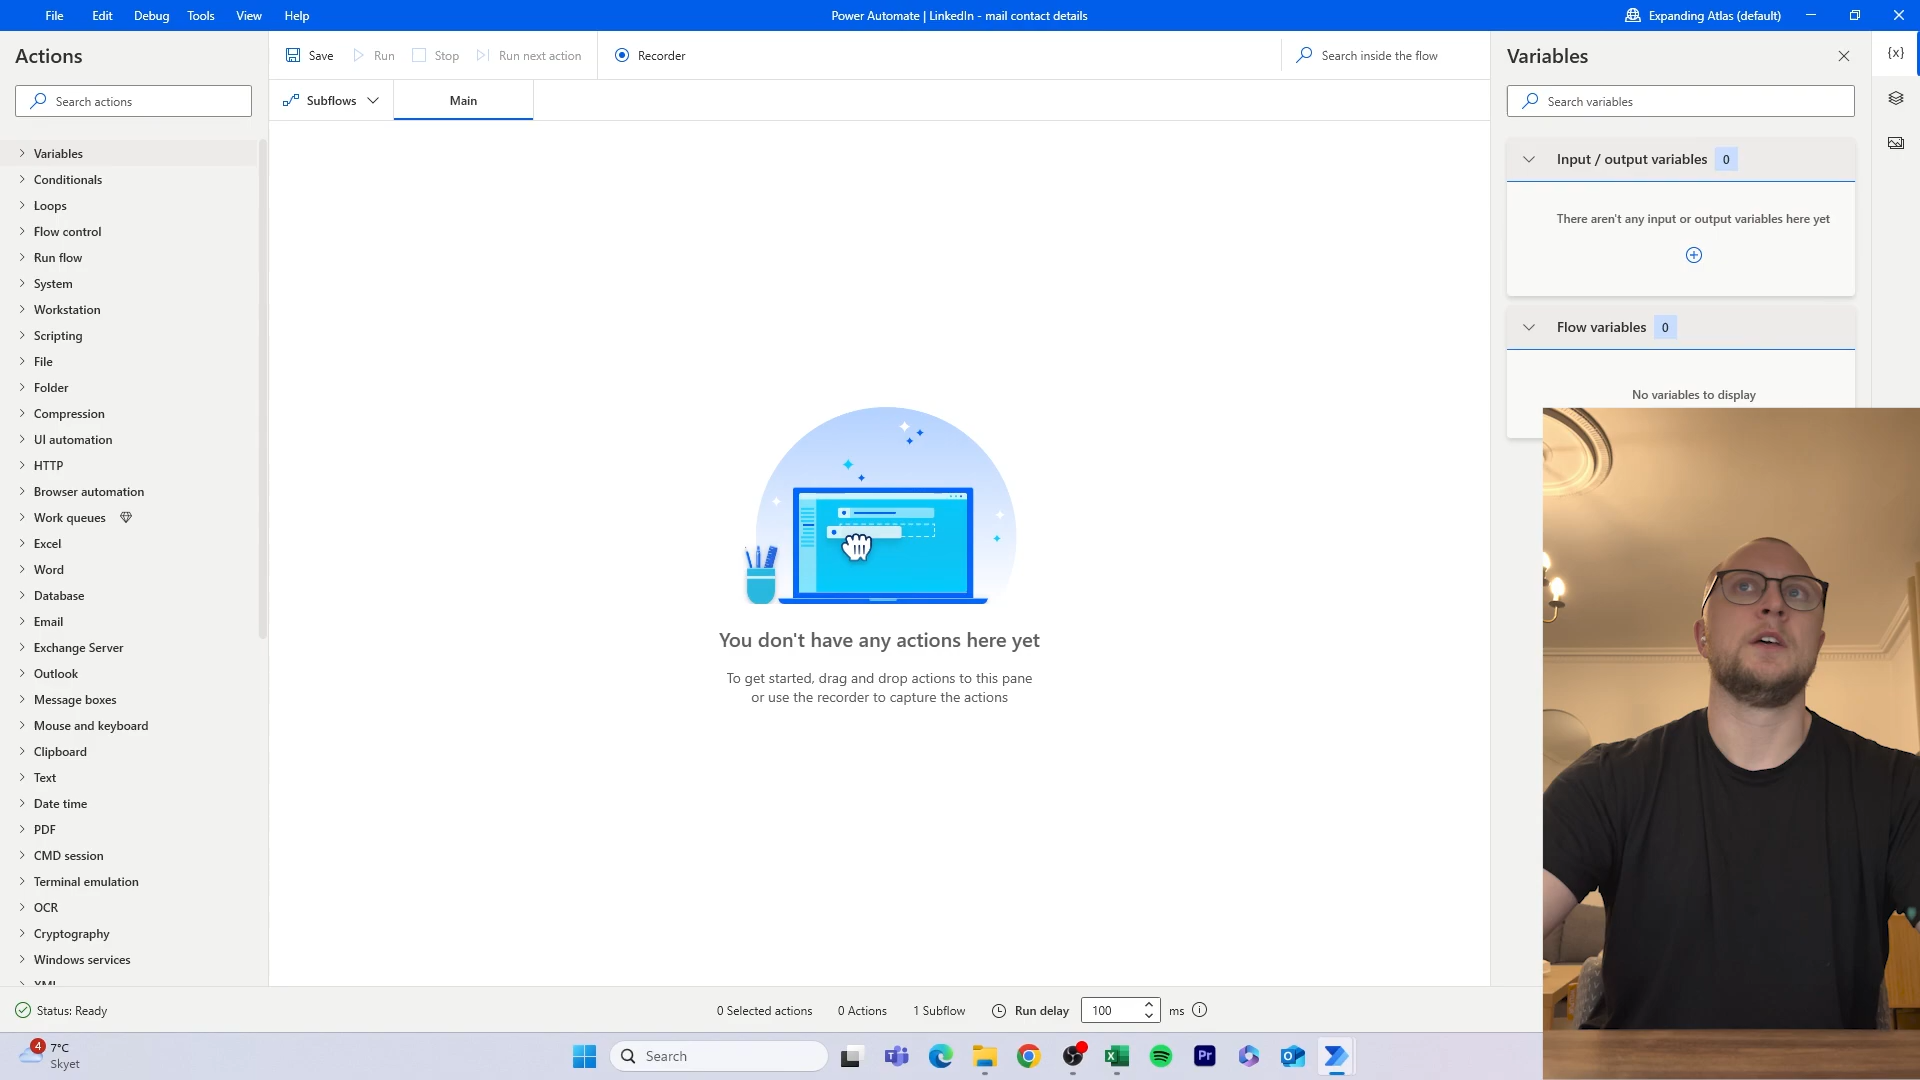 File Edit Debug Tools View Help
Power Automate | LinkedIn - mail contact details
Expanding Atlas (default)
Actions
Search actions
Variables
Conditionals
Loops
Flow control
Run flow
System
Workstation
Scripting
File
Folder
Compression
UI automation
HTTP
Browser automation
Work queues
Excel
Word
Database
Email
Exchange Server
Outlook
Message boxes
Mouse and keyboard
Clipboard
Text
Date time
PDF
CMD session
Terminal emulation
OCR
Cryptography
Windows services
Save Run Stop Run next action Recorder
Search inside the flow
Subflows Main
You don't have any actions here yet
To get started, drag and drop actions to this pane
or use the recorder to capture the actions
Variables
{x}
Search variables
Input / output variables 0
There aren't any input or output variables here yet
Flow variables 0
No variables to display
Status: Ready
0 Selected actions 0 Actions 1 Subflow Run delay 100 ms
4
7°C
Skyet
Search
Pr